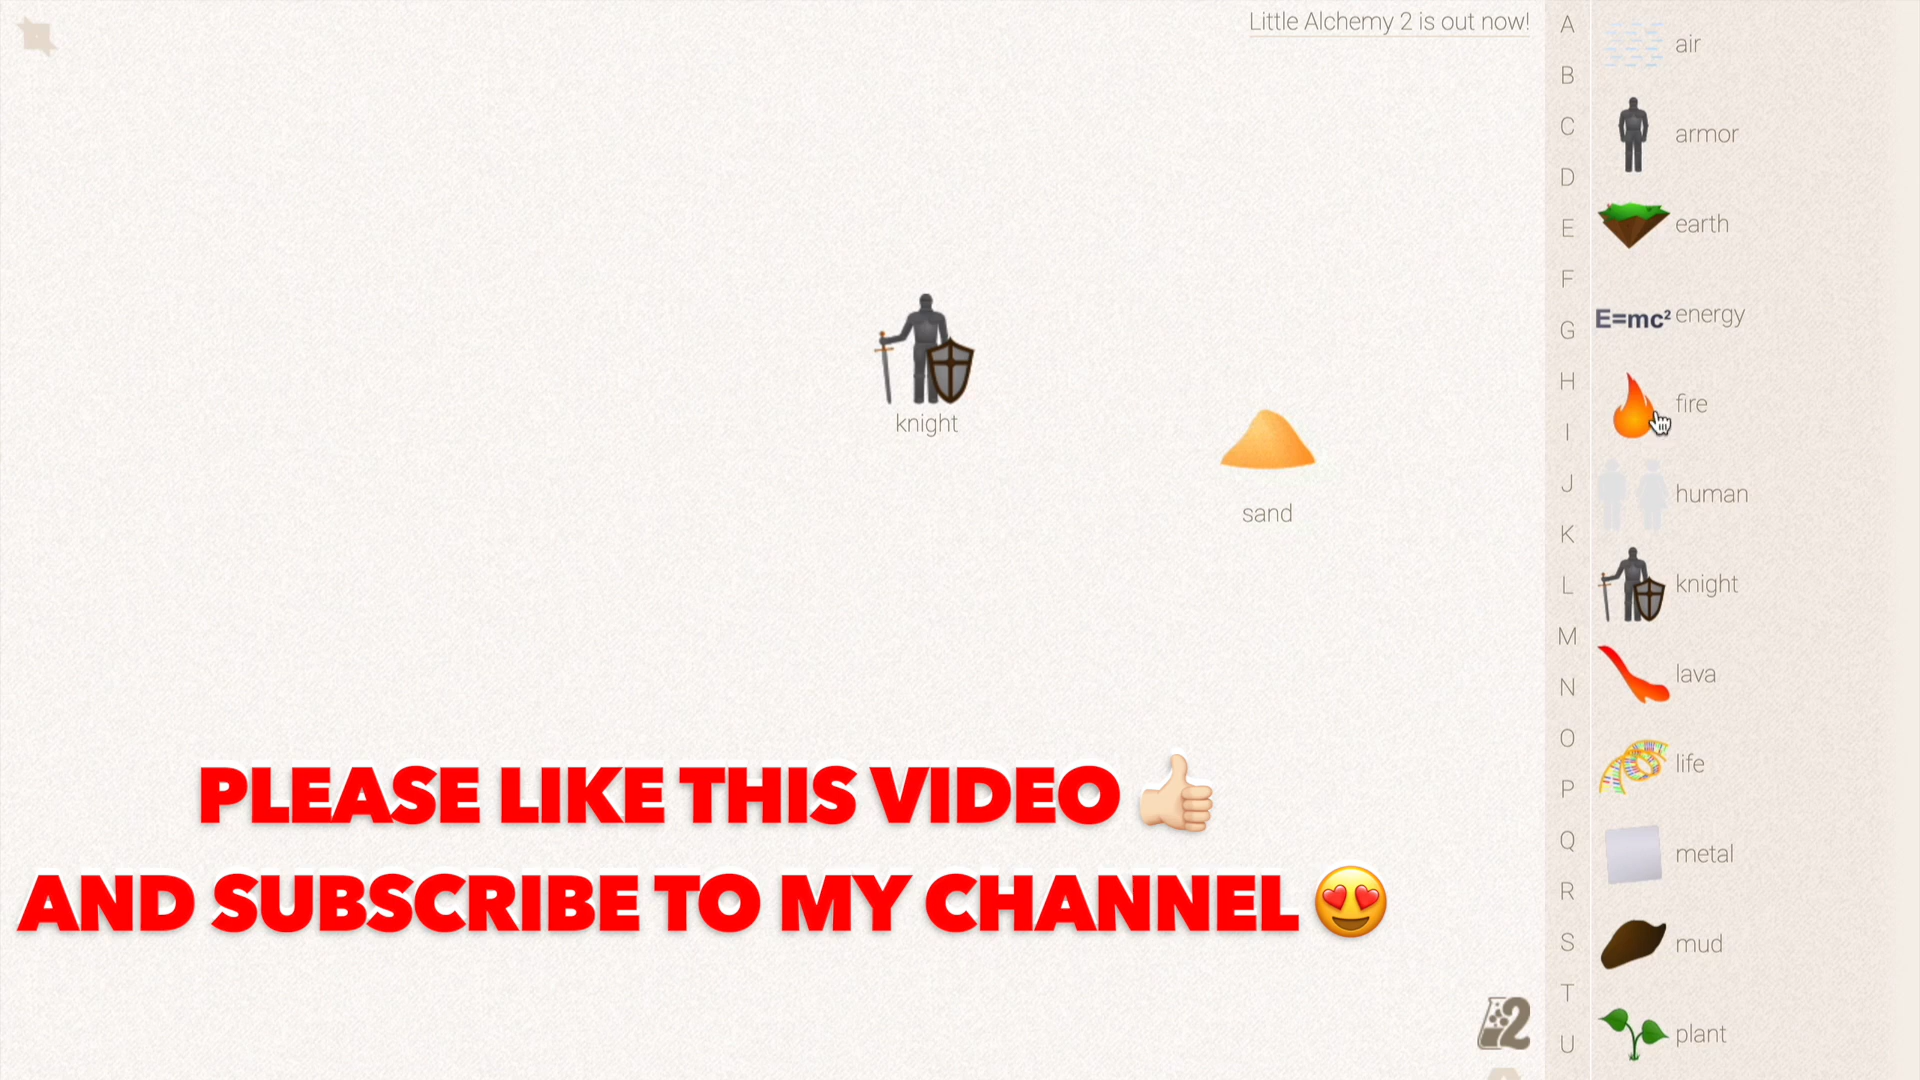 Little Alchemy 2 is out now!
knight
sand
PLEASE LIKE THIS VIDEO 👍🏻
AND SUBSCRIBE TO MY CHANNEL 😍
2
A
B
C
D
E
F
G
H
I
J
K
L
M
N
O
P
Q
R
S
T
U
air
armor
earth
E=mc² energy
fire
human
knight
lava
life
metal
mud
plant